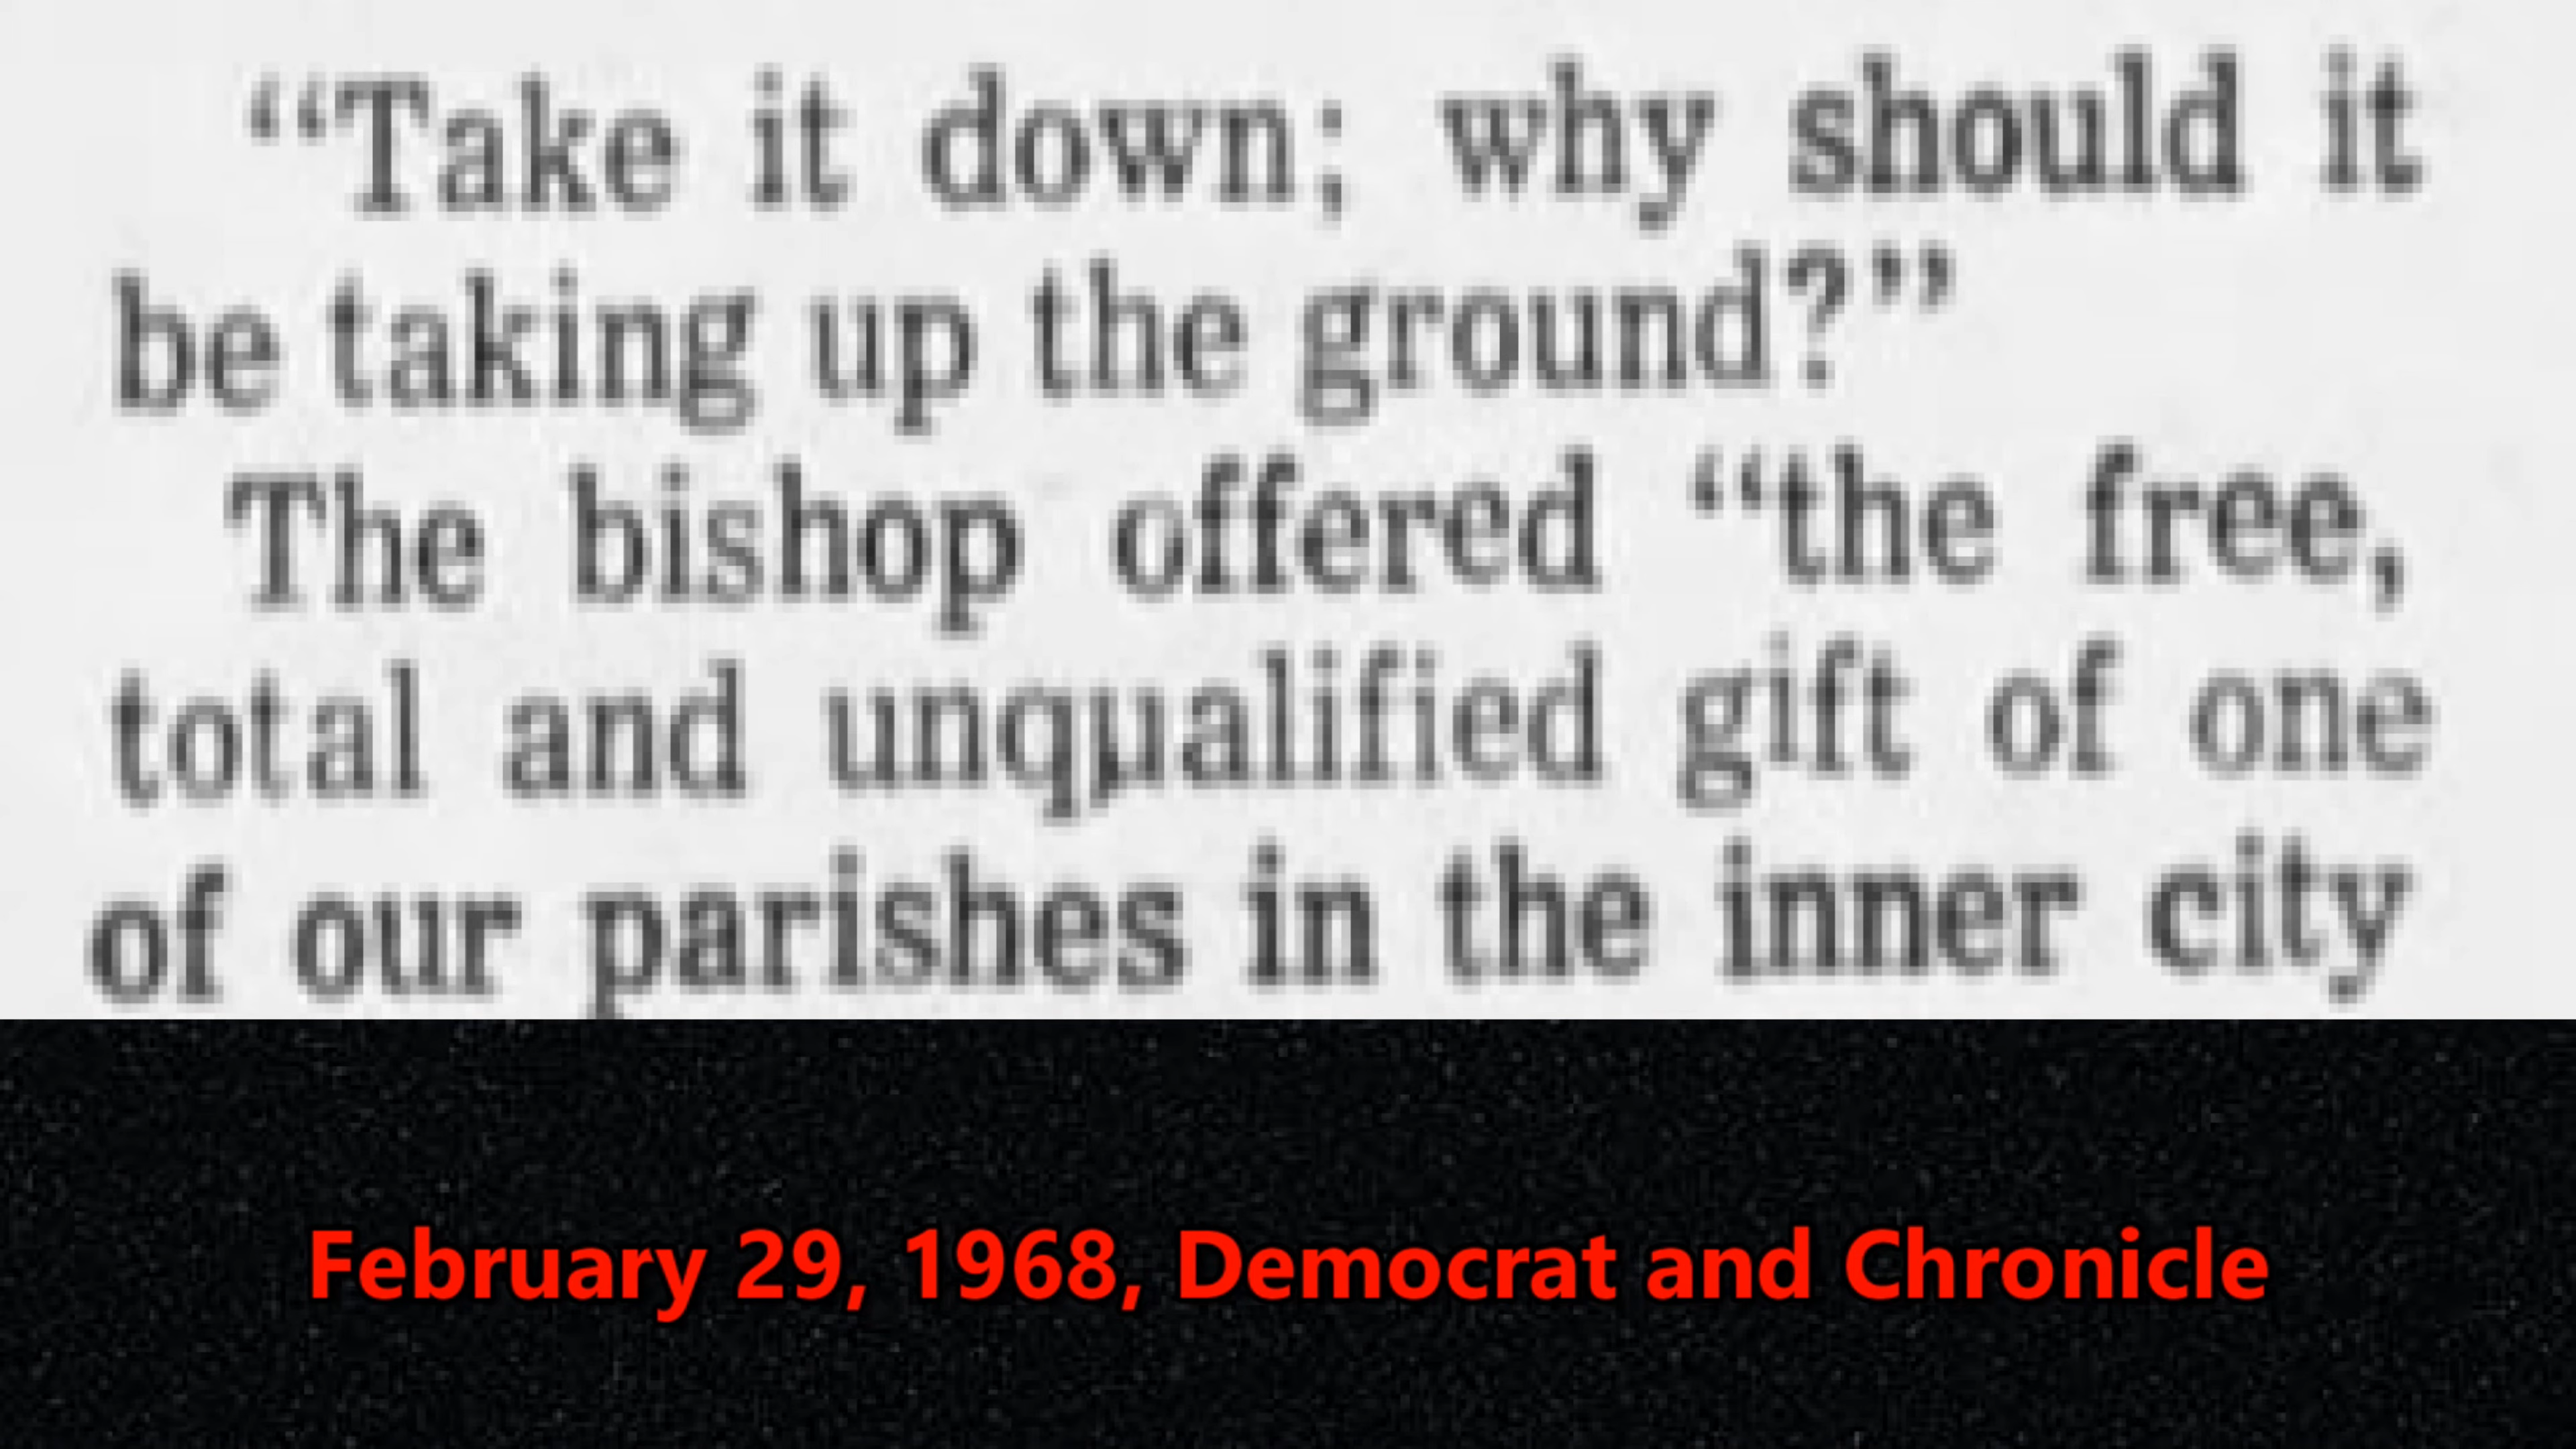 “Take it down; why should it
be taking up the ground?”
The bishop offered “the free,
total and unqualified gift of one
of our parishes in the inner city
February 29, 1968, Democrat and Chronicle